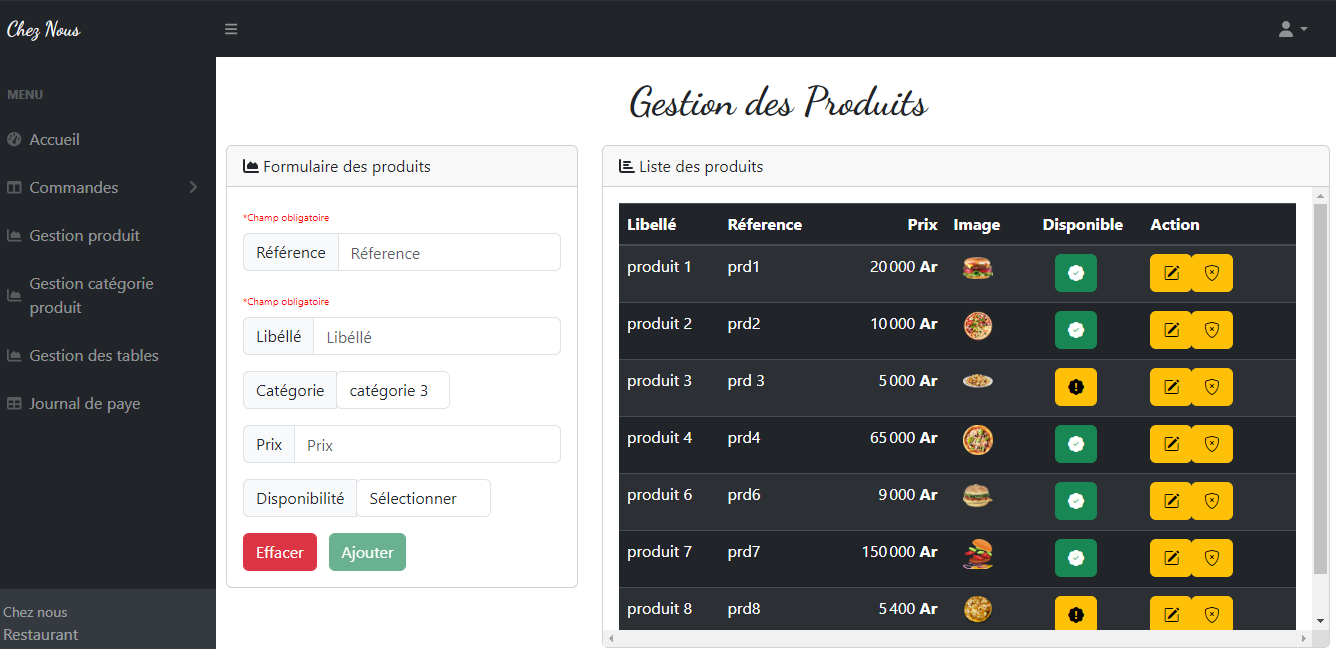 Chez Nous
MENU
Accueil
Commandes
Gestion produit
Gestion catégorie
produit
Gestion des tables
Journal de paye
Chez nous
Restaurant
Gestion des Produits
Formulaire des produits
*Champ obligatoire
Référence Réference
*Champ obligatoire
Libéllé Libéllé
Catégorie catégorie 3
Prix Prix
Disponibilité Sélectionner
Effacer Ajouter
Liste des produits
Libellé Réference Prix Image Disponible Action
produit 1 prd1 20 000 Ar
produit 2 prd2 10 000 Ar
produit 3 prd 3 5 000 Ar
produit 4 prd4 65 000 Ar
produit 6 prd6 9 000 Ar
produit 7 prd7 150 000 Ar
produit 8 prd8 5 400 Ar